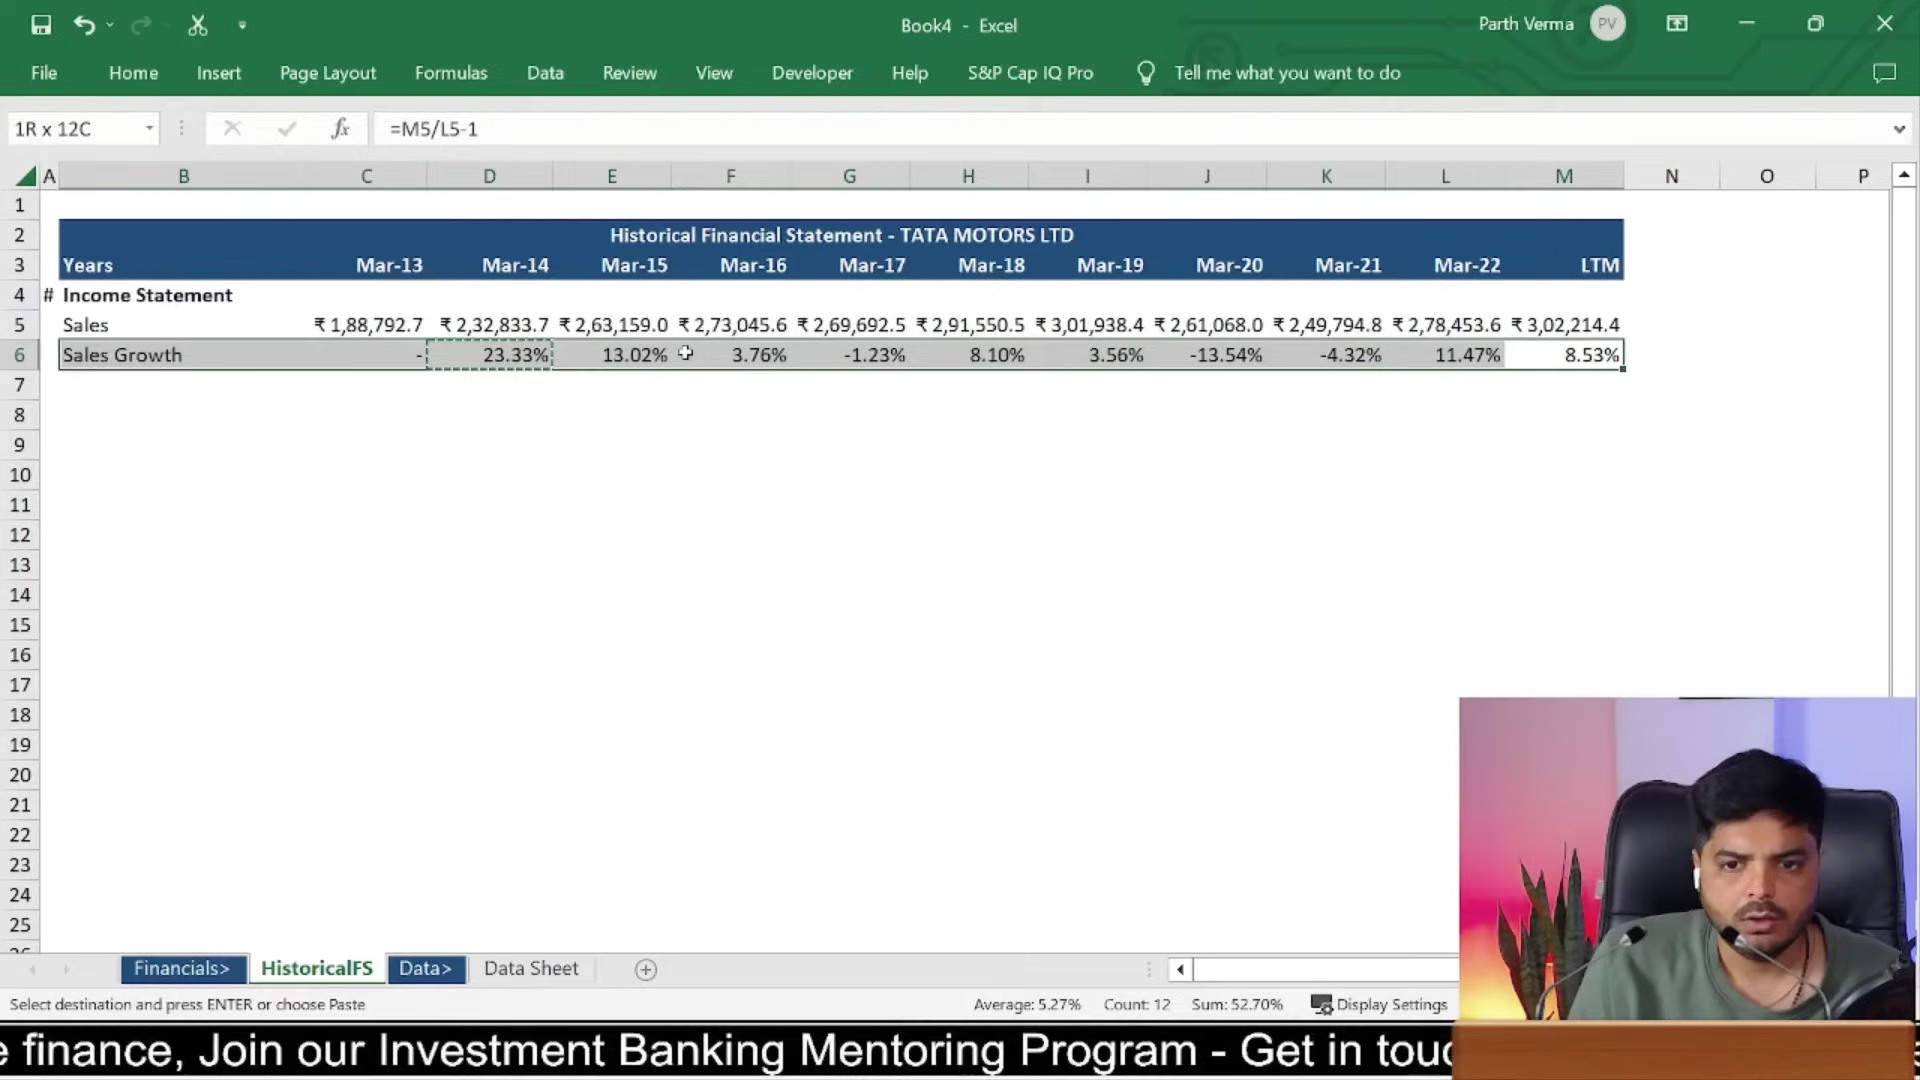 Book4 - Excel
Parth Verma PV
File Home Insert Page Layout Formulas Data Review View Developer Help S&P Cap IQ Pro Tell me what you want to do
1R x 12C fx =M5/L5-1
A B C D E F G H I J K L M N O P
1
2 Historical Financial Statement - TATA MOTORS LTD
3 Years Mar-13 Mar-14 Mar-15 Mar-16 Mar-17 Mar-18 Mar-19 Mar-20 Mar-21 Mar-22 LTM
4 # Income Statement
5 Sales ₹ 1,88,792.7 ₹ 2,32,833.7 ₹ 2,63,159.0 ₹ 2,73,045.6 ₹ 2,69,692.5 ₹ 2,91,550.5 ₹ 3,01,938.4 ₹ 2,61,068.0 ₹ 2,49,794.8 ₹ 2,78,453.6 ₹ 3,02,214.4
6 Sales Growth - 23.33% 13.02% 3.76% -1.23% 8.10% 3.56% -13.54% -4.32% 11.47% 8.53%
7
8
9
10
11
12
13
14
15
16
17
18
19
20
21
22
23
24
25
Financials> HistoricalFS Data> Data Sheet
Select destination and press ENTER or choose Paste Average: 5.27% Count: 12 Sum: 52.70% Display Settings
e finance, Join our Investment Banking Mentoring Program - Get in touc